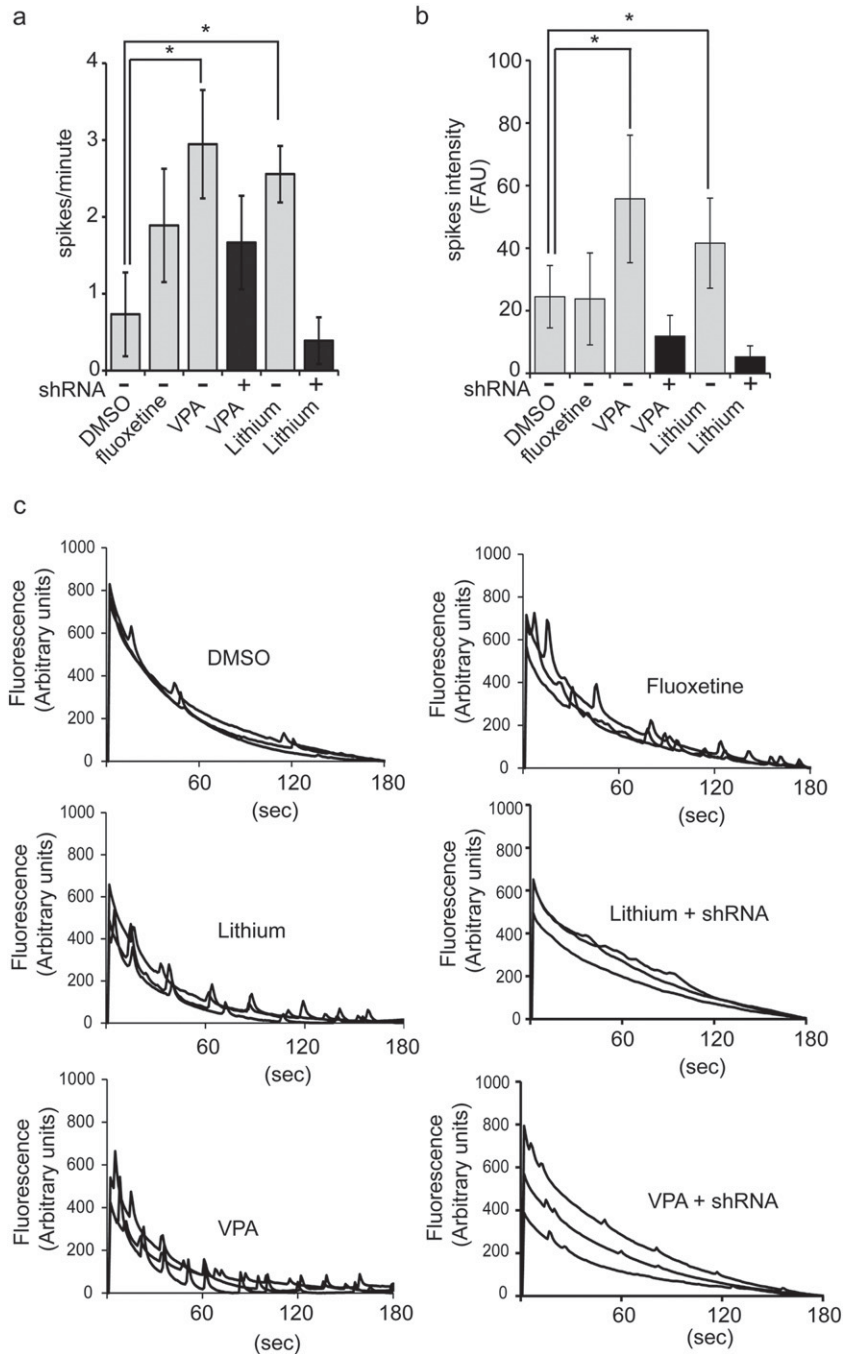 a
*
*
4
3
2
1
0
spikes/minute
shRNA - - - + - +
DMSO
fluoxetine
VPA
VPA
Lithium
Lithium
b
*
*
100
80
60
40
20
0
spikes intensity
(FAU)
shRNA - - - + - +
DMSO
fluoxetine
VPA
VPA
Lithium
Lithium
c
Fluorescence
(Arbitrary units)
1000
800
600
400
200
0
DMSO
60 120 180
(sec)
Fluorescence
(Arbitrary units)
1000
800
600
400
200
0
Fluoxetine
60 120 180
(sec)
Fluorescence
(Arbitrary units)
1000
800
600
400
200
0
Lithium
60 120 180
(sec)
Fluorescence
(Arbitrary units)
1000
800
600
400
200
0
Lithium + shRNA
60 120 180
(sec)
Fluorescence
(Arbitrary units)
1000
800
600
400
200
0
VPA
60 120 180
(sec)
Fluorescence
(Arbitrary units)
1000
800
600
400
200
0
VPA + shRNA
60 120 180
(sec)